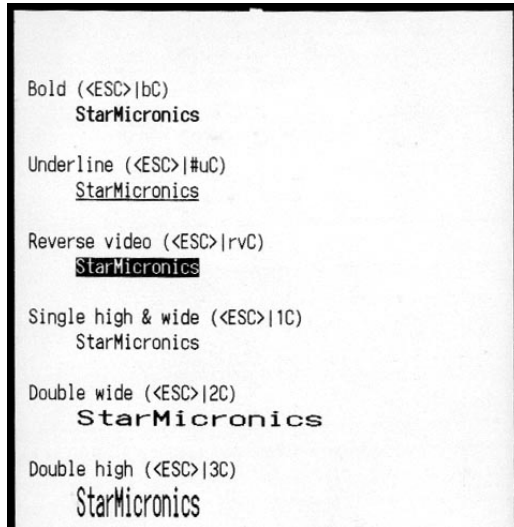 Bold (<ESC>|bC)
StarMicronics
Underline (<ESC>|#uC)
StarMicronics
Reverse video (<ESC>|rvC)
StarMicronics
Single high & wide (<ESC>|1C)
StarMicronics
Double wide (<ESC>|2C)
StarMicronics
Double high (<ESC>|3C)
StarMicronics